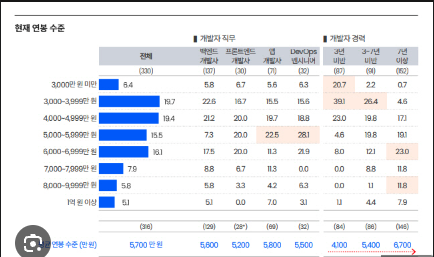 현재 연봉 수준
개발자 직무 개발자 경력
전체 백엔드 개발자 프론트엔드 개발자 앱 개발자 DevOps 엔지니어 3년 미만 3~7년 미만 7년 이상
(330) (137) (30) (71) (32) (87) (91) (152)
3,000만 원 미만 6.4 5.8 6.7 5.6 6.3 20.7 2.2 0.7
3,000-3,999만 원 19.7 22.6 16.7 15.5 15.6 39.1 26.4 4.6
4,000-4,999만 원 19.4 21.2 20.0 19.7 18.8 23.0 19.8 17.1
5,000-5,999만 원 15.5 7.3 20.0 22.5 28.1 4.6 19.8 19.1
6,000-6,999만 원 16.1 17.5 20.0 11.3 21.9 8.0 12.1 23.0
7,000-7,999만 원 7.9 8.8 6.7 11.3 0.0 0.0 8.8 11.8
8,000-9,999만 원 5.8 5.8 3.3 4.2 6.3 0.0 1.1 11.8
1억 원 이상 5.1 5.1 0.0 7.0 3.1 1.1 4.4 7.9
(316) (129) (28*) (69) (32) (84) (86) (146)
연봉 수준 (만 원) 5,700 만 원 5,600 5,200 5,800 5,500 4,100 5,400 6,700